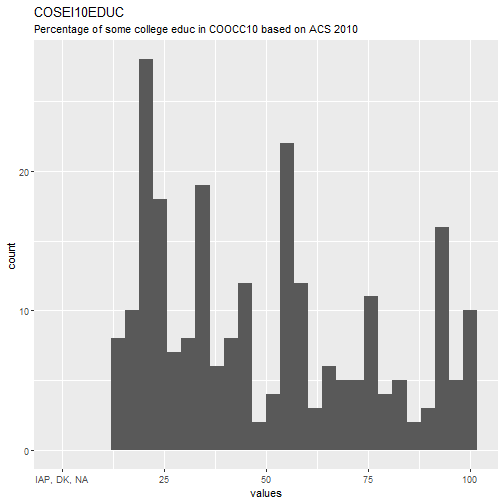 COSEI10EDUC
Percentage of some college educ in COOCC10 based on ACS 2010
count
20
10
0
IAP, DK, NA 25 50 75 100
values